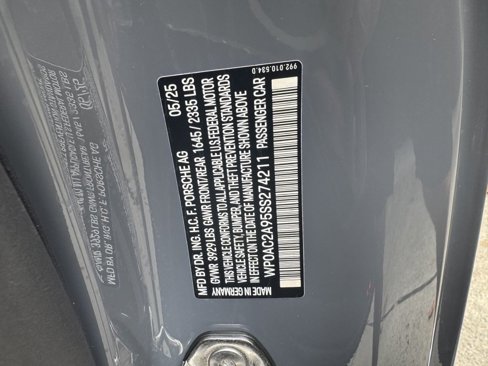 MFD BY DR. ING. H.C. F. PORSCHE AG 05/25
GVWR 3929 LBS GAWR FRONT/REAR 1645/2335 LBS
THIS VEHICLE CONFORMS TO ALL APPLICABLE U.S. FEDERAL MOTOR
VEHICLE SAFETY, BUMPER, AND THEFT PREVENTION STANDARDS
IN EFFECT ON THE DATE OF MANUFACTURE SHOWN ABOVE
WP0AC2A95SS274211 PASSENGER CAR
MADE IN GERMANY
992.010.534.0